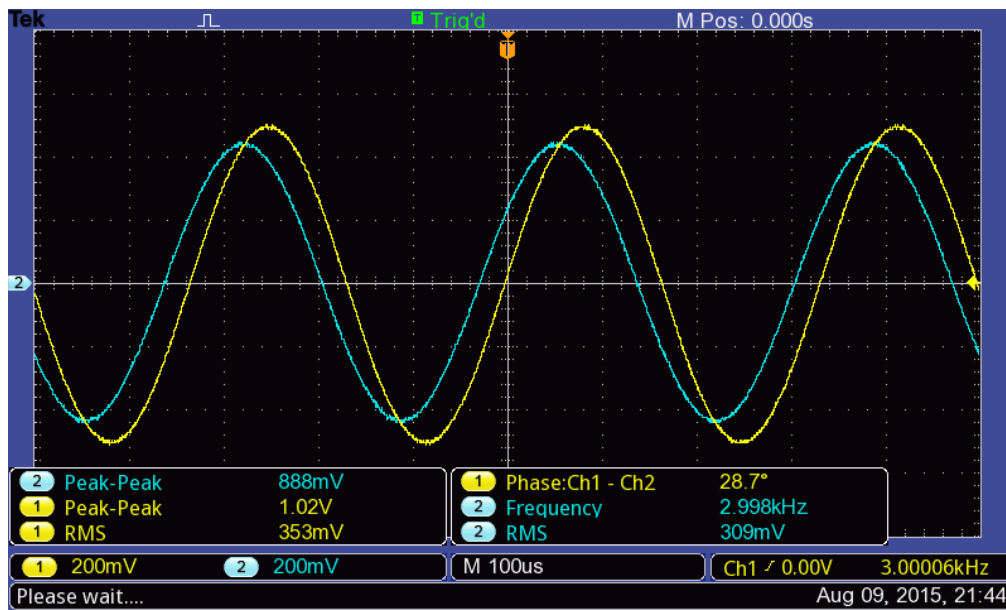 Tek T Trig'd M Pos: 0.000s
T
2
2 Peak-Peak 888mV
1 Peak-Peak 1.02V
1 RMS 353mV
1 Phase:Ch1 - Ch2 28.7°
2 Frequency 2.998kHz
2 RMS 309mV
1 200mV 2 200mV M 100us Ch1 / 0.00V 3.00006kHz
Please wait.... Aug 09, 2015, 21:44